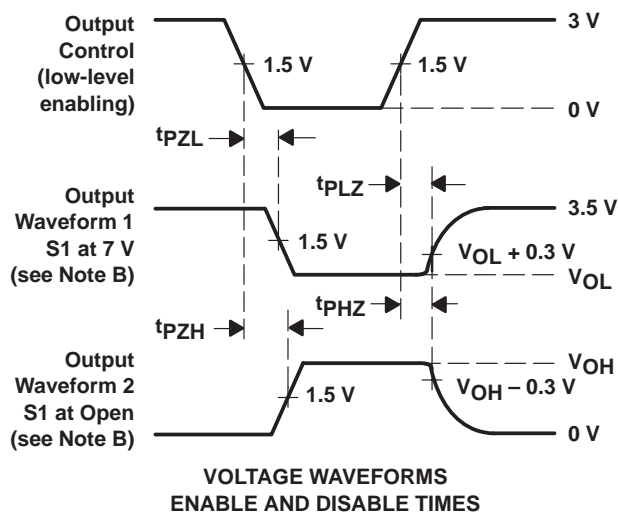 Output
Control
(low-level
enabling)
3 V
1.5 V
1.5 V
0 V
tPZL
tPLZ
Output
Waveform 1
S1 at 7 V
(see Note B)
3.5 V
1.5 V
VOL + 0.3 V
VOL
tPHZ
tPZH
Output
Waveform 2
S1 at Open
(see Note B)
VOH
1.5 V
VOH – 0.3 V
0 V
VOLTAGE WAVEFORMS
ENABLE AND DISABLE TIMES